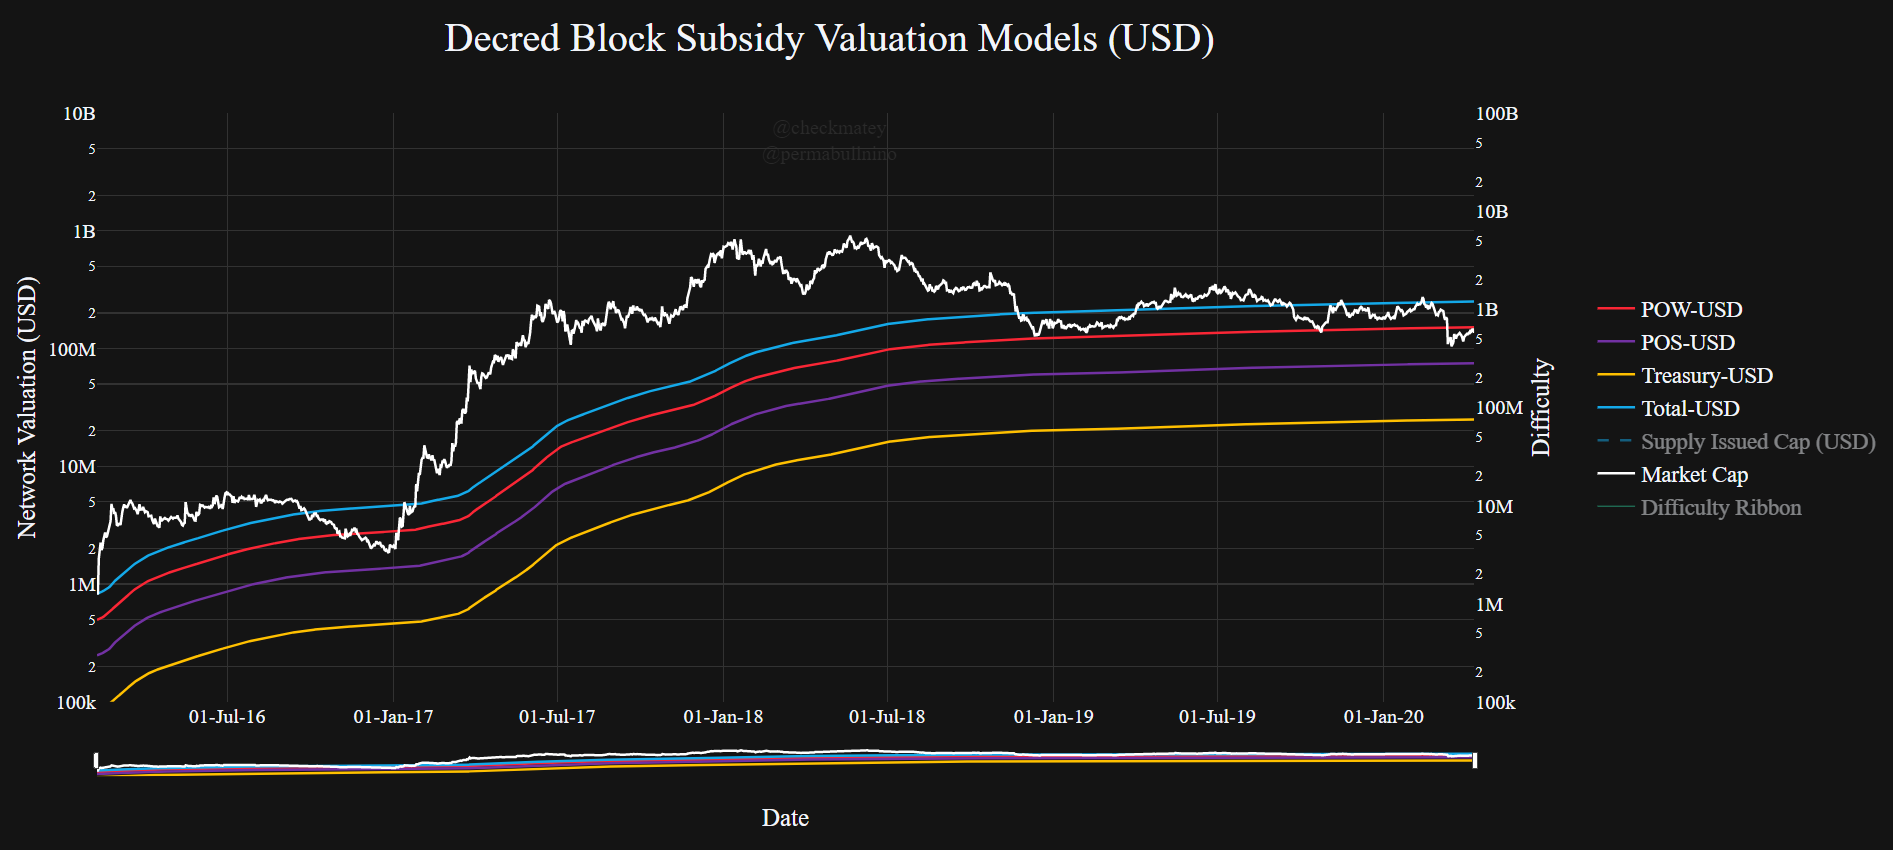 Decred Block Subsidy Valuation Models (USD)
@checkmatey
@permabullnino
Network Valuation (USD)
10B
5
2
1B
5
2
100M
5
2
10M
5
2
1M
5
2
100k
100B
5
2
10B
5
2
1B
5
2
100M
5
2
10M
5
2
1M
5
2
100k
Difficulty
POW-USD
POS-USD
Treasury-USD
Total-USD
Supply Issued Cap (USD)
Market Cap
Difficulty Ribbon
01-Jul-16
01-Jan-17
01-Jul-17
01-Jan-18
01-Jul-18
01-Jan-19
01-Jul-19
01-Jan-20
Date